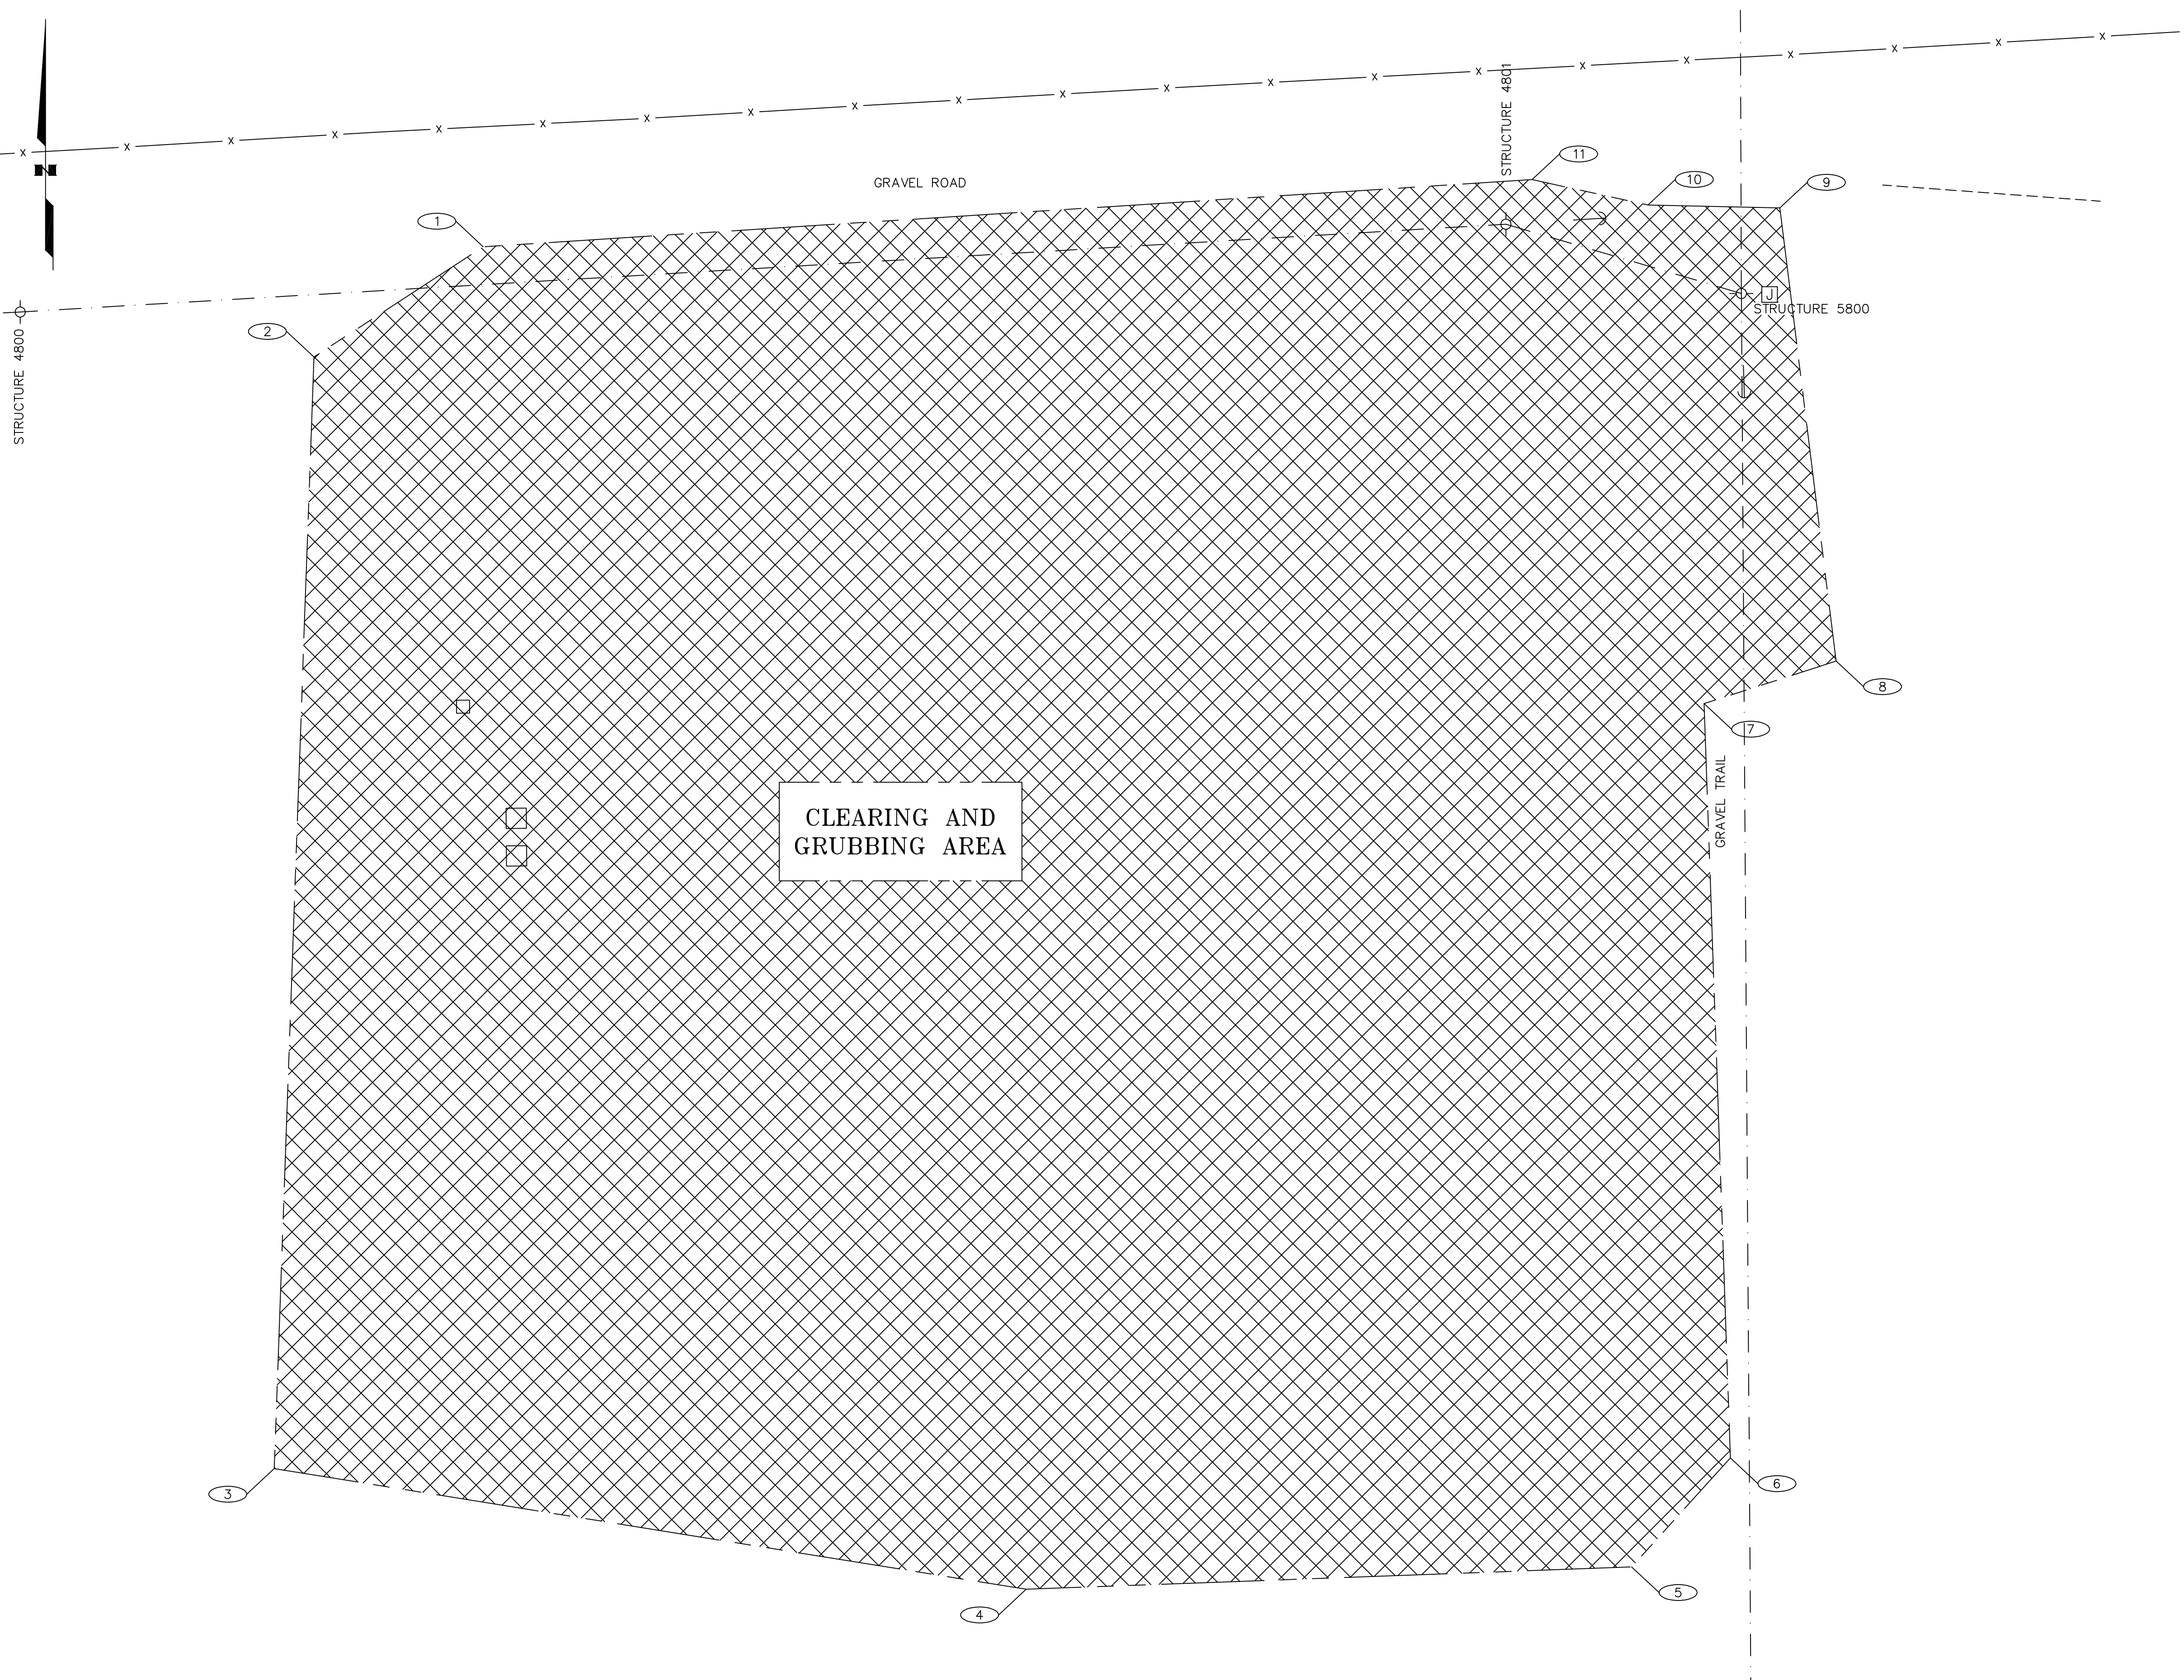 STRUCTURE 4801
11
GRAVEL ROAD
10
9
1
N
J
STRUCTURE 5800
2
STRUCTURE 4800
8
7
GRAVEL TRAIL
CLEARING AND
GRUBBING AREA
6
3
5
4